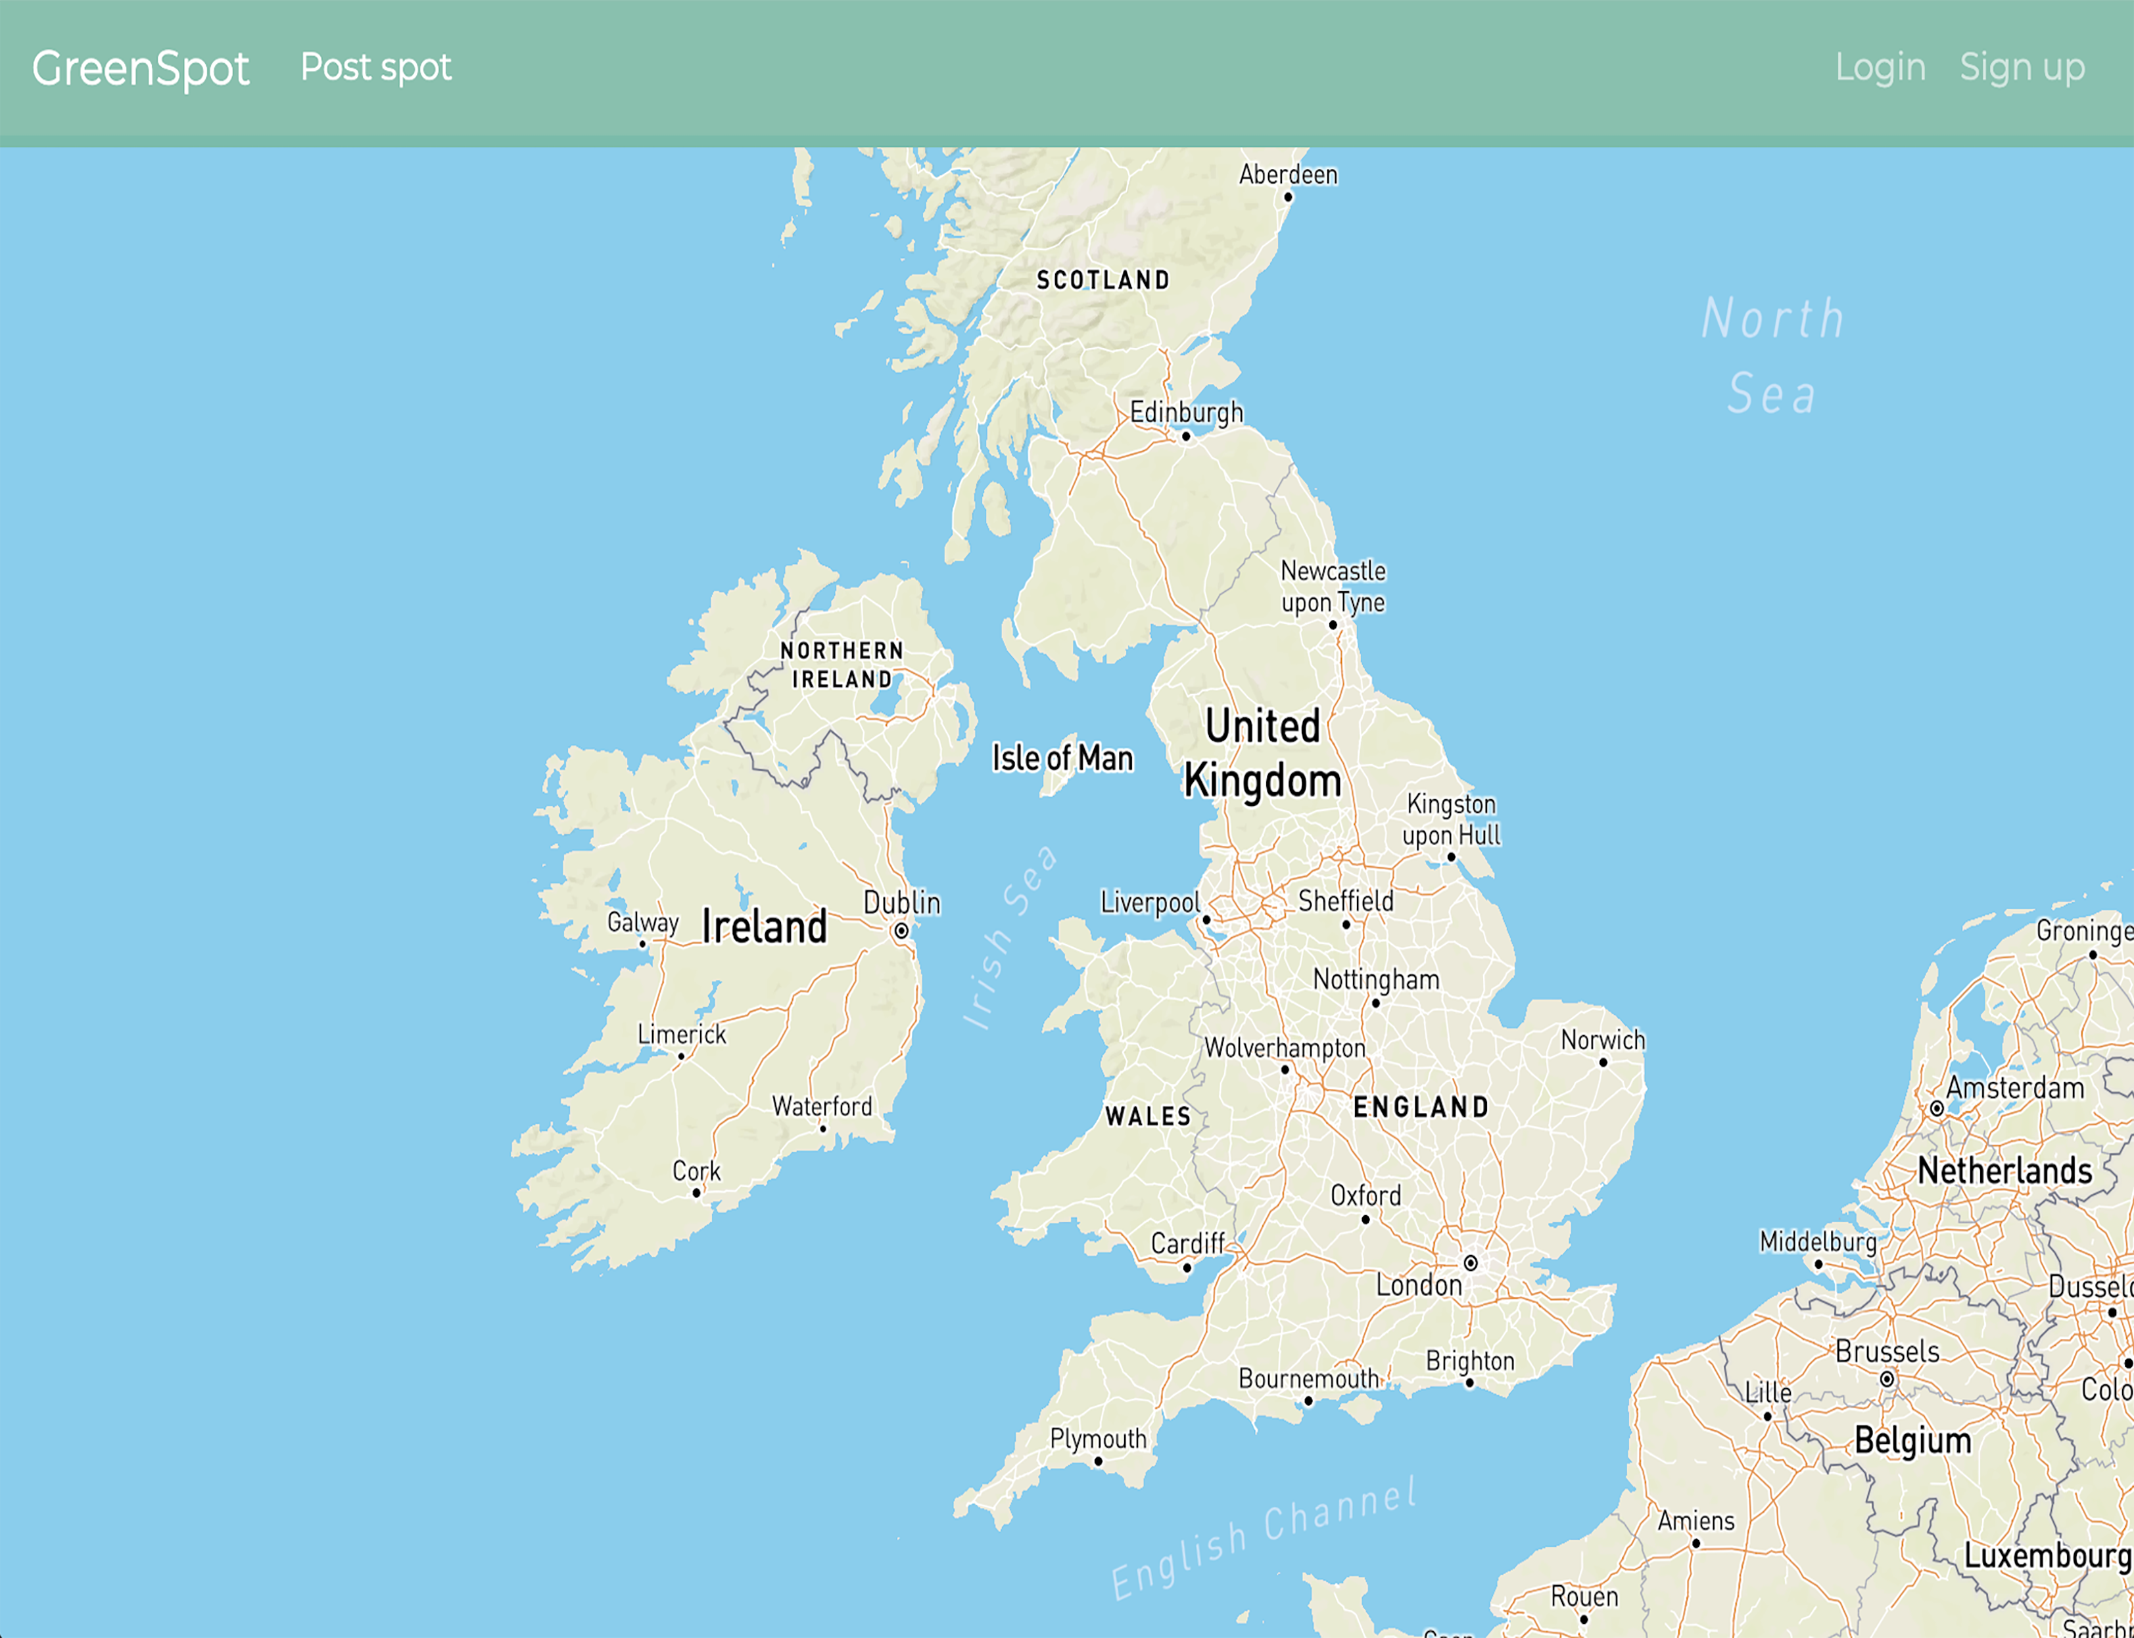 GreenSpot
Post spot
Login
Sign up
Aberdeen
SCOTLAND
North
Sea
Edinburgh
Newcastle
upon Tyne
NORTHERN
IRELAND
United
Kingdom
Isle of Man
Kingston
upon Hull
Irish Sea
Dublin
Liverpool
Sheffield
Galway
Ireland
Groninge
Nottingham
Limerick
Wolverhampton
Norwich
Amsterdam
Waterford
WALES
ENGLAND
Cork
Netherlands
Oxford
Cardiff
Middelburg
London
Bournemouth
Brighton
Brussels
Lille
Colo
Plymouth
Belgium
English Channel
Amiens
Luxembourg
Rouen
Saarbr